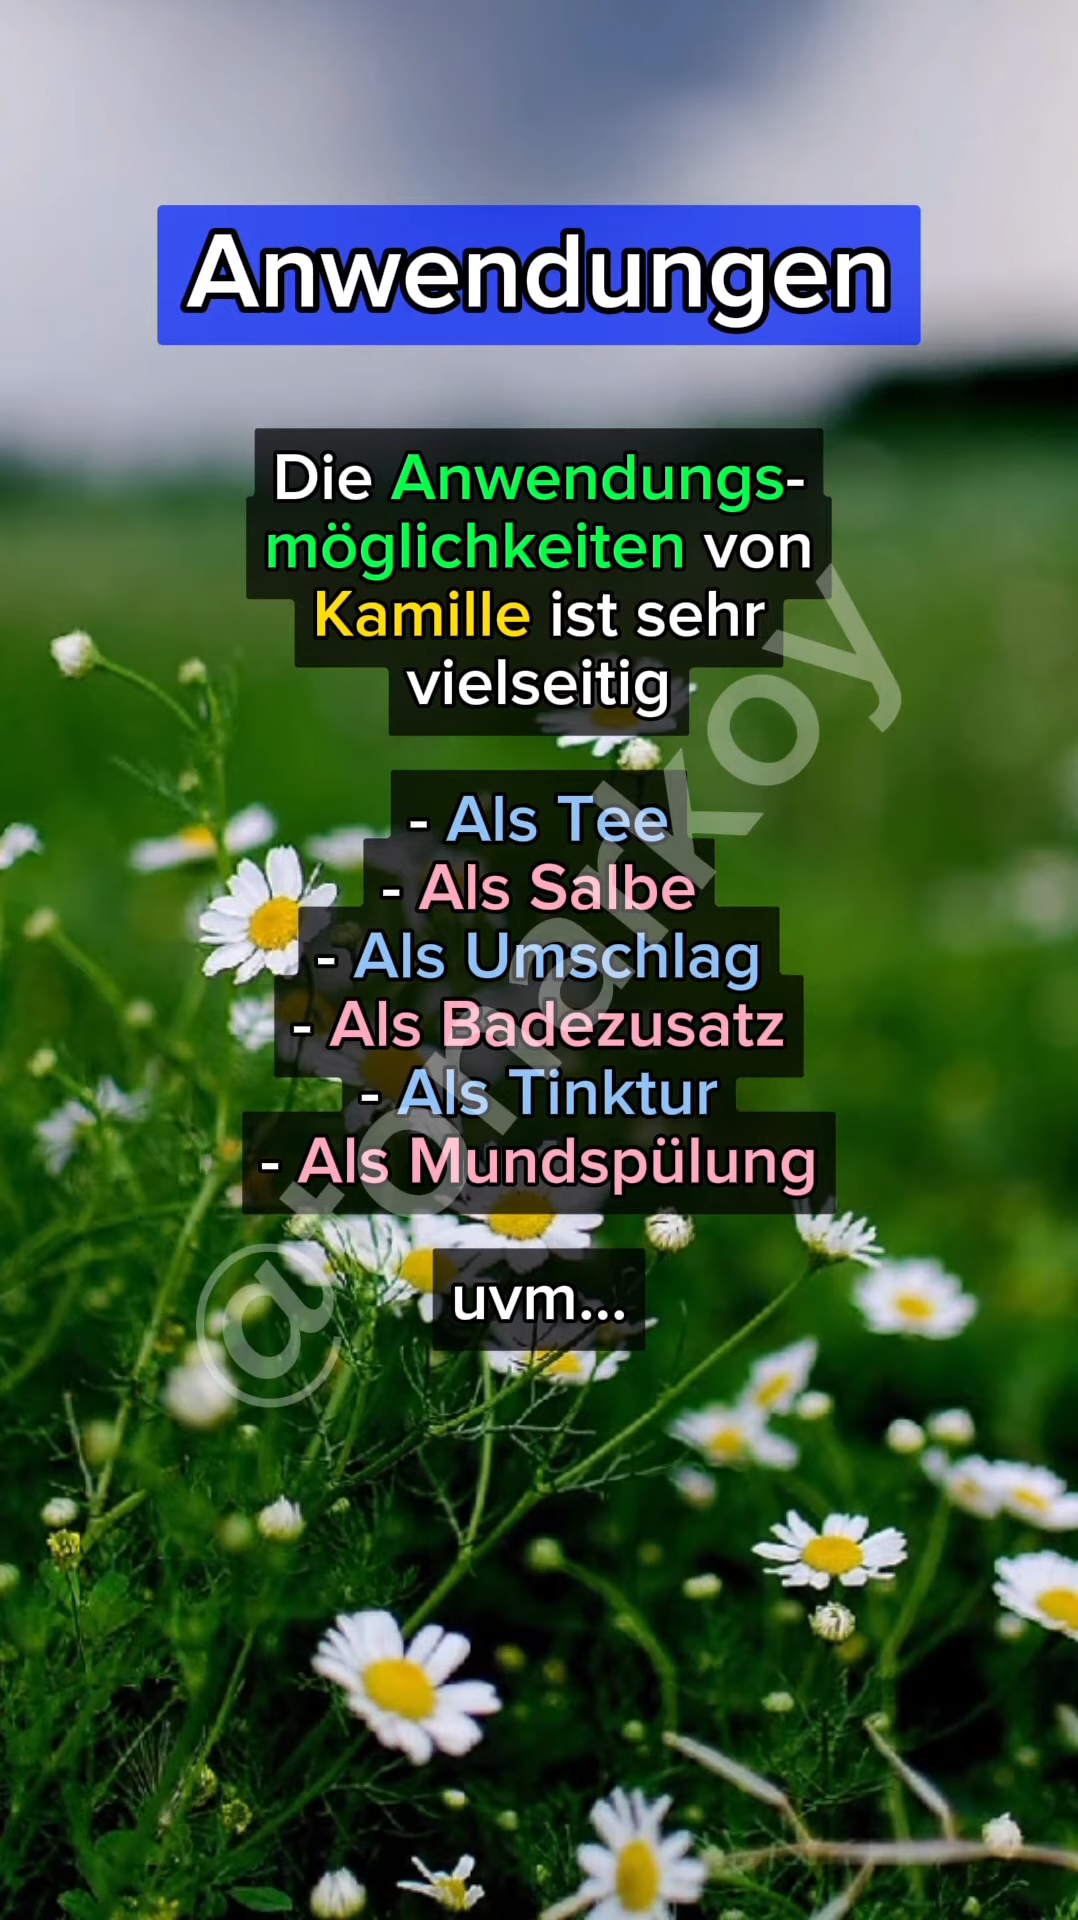 Anwendungen
Die Anwendungs-
möglichkeiten von
Kamille ist sehr
vielseitig
- Als Tee
- Als Salbe
- Als Umschlag
- Als Badezusatz
- Als Tinktur
- Als Mundspülung
uvm...
@tonarkoy